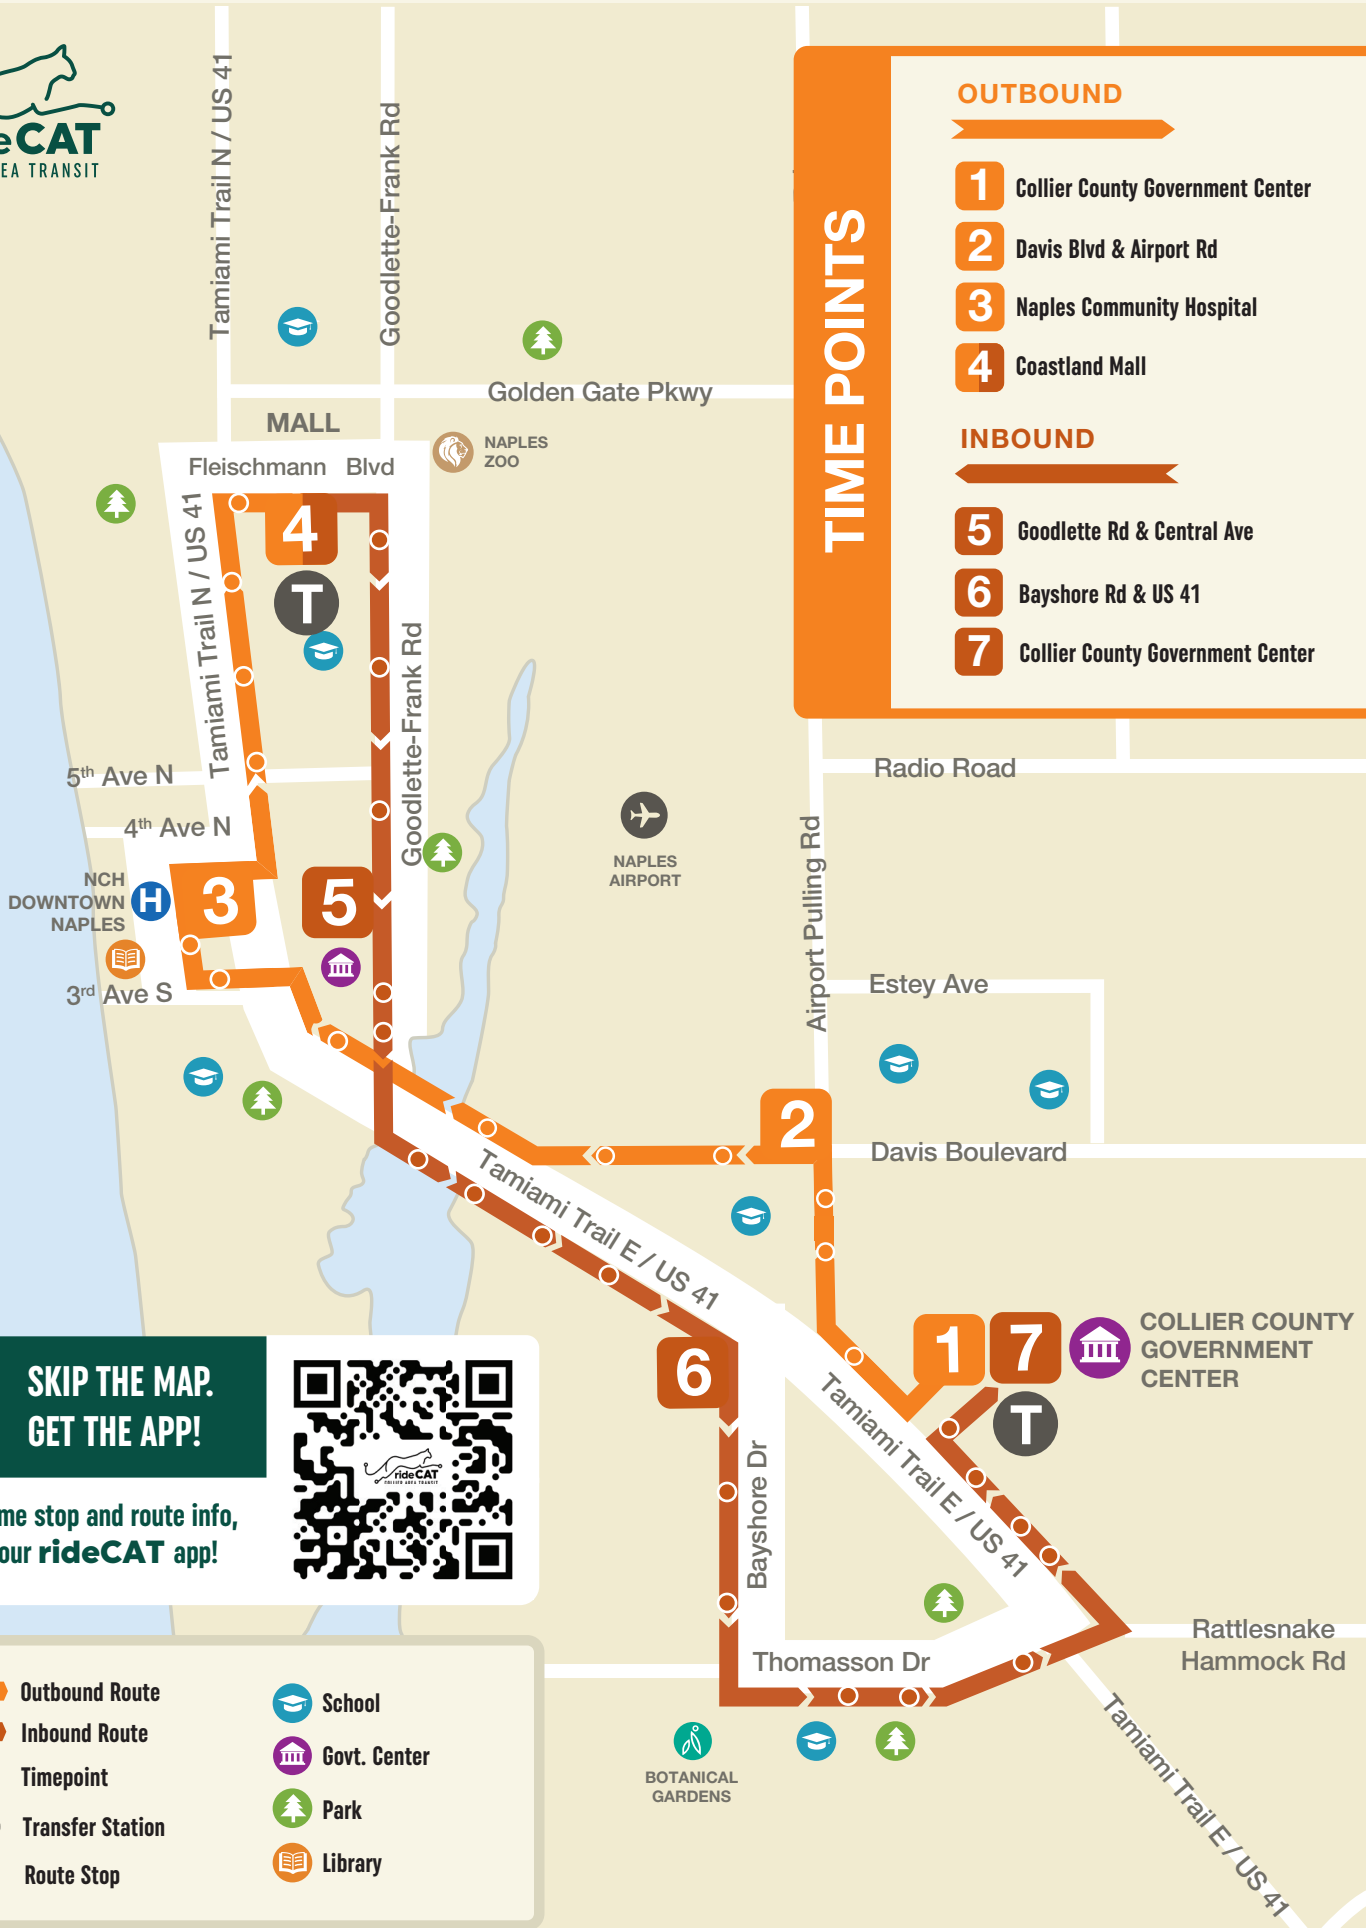 eCAT
EA TRANSIT
Tamiami Trail N / US 41
Goodlette-Frank Rd
Golden Gate Pkwy
MALL
NAPLES
ZOO
Fleischmann Blvd
4
T
Tamiami Trail N / US 41
Goodlette-Frank Rd
5th Ave N
4th Ave N
NCH
DOWNTOWN
NAPLES
H
3
5
3rd Ave S
NAPLES
AIRPORT
TIME POINTS
OUTBOUND
1 Collier County Government Center
2 Davis Blvd & Airport Rd
3 Naples Community Hospital
4 Coastland Mall
INBOUND
5 Goodlette Rd & Central Ave
6 Bayshore Rd & US 41
7 Collier County Government Center
Radio Road
Airport Pulling Rd
Estey Ave
2
Davis Boulevard
Tamiami Trail E / US 41
1
7
T
COLLIER COUNTY
GOVERNMENT
CENTER
6
Tamiami Trail E / US 41
Bayshore Dr
Thomasson Dr
Rattlesnake
Hammock Rd
Tamiami Trail E / US 41
BOTANICAL
GARDENS
SKIP THE MAP.
GET THE APP!
me stop and route info,
our rideCAT app!
rideCAT
COLLIER AREA TRANSIT
Outbound Route
Inbound Route
Timepoint
Transfer Station
Route Stop
School
Govt. Center
Park
Library